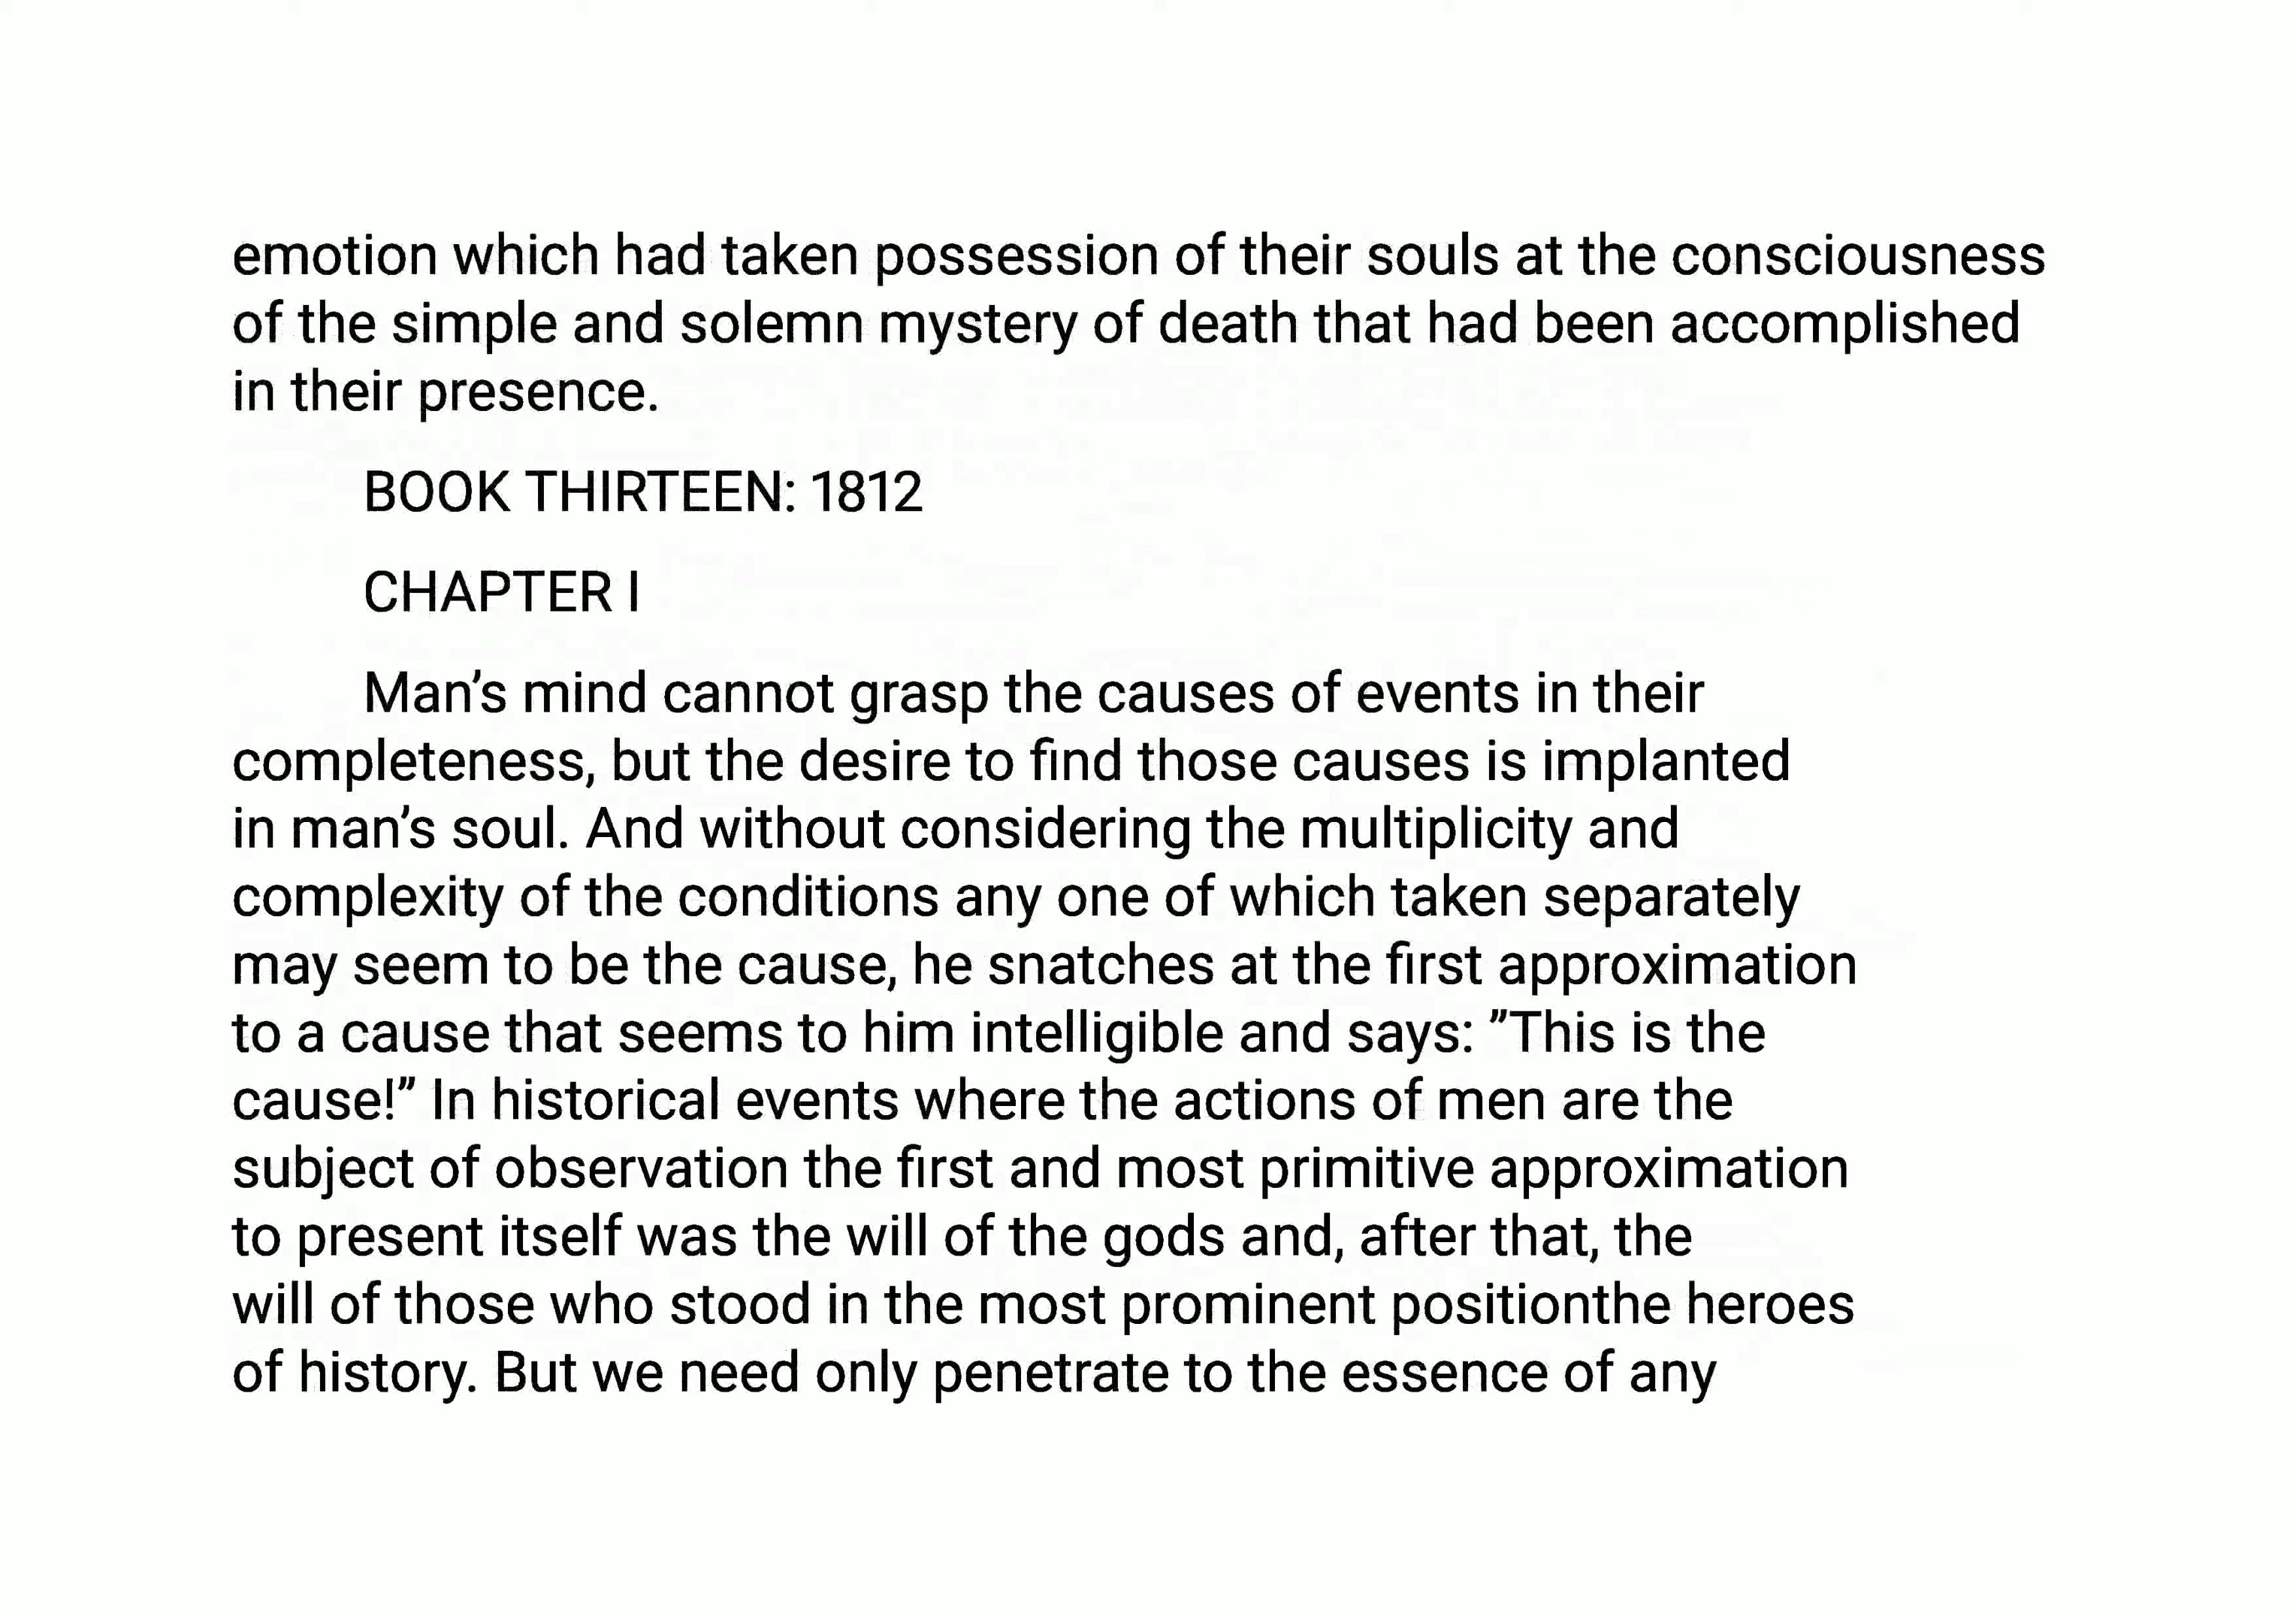 emotion which had taken possession of their souls at the consciousness
of the simple and solemn mystery of death that had been accomplished
in their presence.
BOOK THIRTEEN: 1812
CHAPTER I
Man’s mind cannot grasp the causes of events in their
completeness, but the desire to find those causes is implanted
in man’s soul. And without considering the multiplicity and
complexity of the conditions any one of which taken separately
may seem to be the cause, he snatches at the first approximation
to a cause that seems to him intelligible and says: ”This is the
cause!” In historical events where the actions of men are the
subject of observation the first and most primitive approximation
to present itself was the will of the gods and, after that, the
will of those who stood in the most prominent positionthe heroes
of history. But we need only penetrate to the essence of any